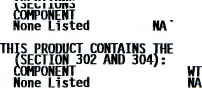 (SECTIONS
COMPONENT
None Listed NA
THIS PRODUCT CONTAINS THE
(SECTION 302 AND 304):
COMPONENT WT
None Listed NA